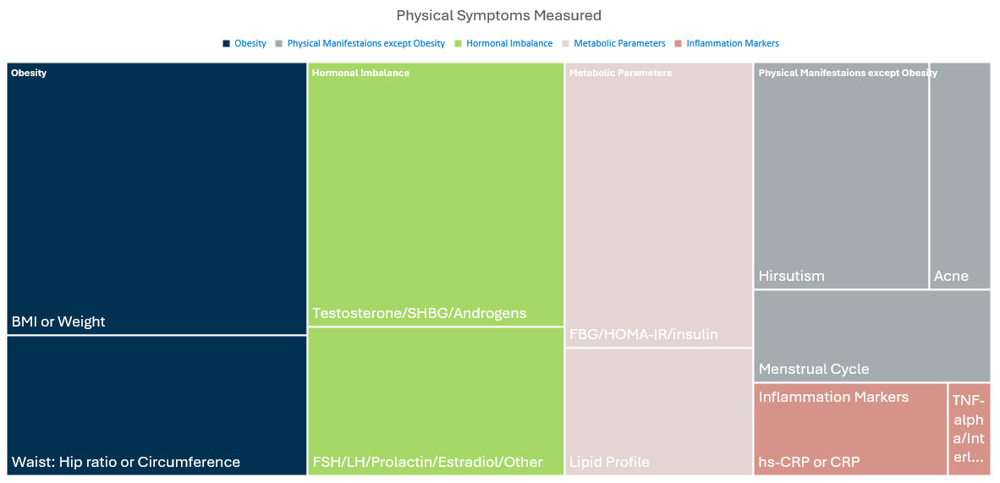 Physical Symptoms Measured
Obesity Physical Manifestaions except Obesity Hormonal Imbalance Metabolic Parameters Inflammation Markers
Obesity
BMI or Weight
Waist: Hip ratio or Circumference
Hormonal Imbalance
Testosterone/SHBG/Androgens
FSH/LH/Prolactin/Estradiol/Other
Metabolic Parameters
FBG/HOMA-IR/insulin
Lipid Profile
Physical Manifestaions except Obesity
Hirsutism
Acne
Menstrual Cycle
Inflammation Markers
hs-CRP or CRP
TNF-
alph
a/Int
erl...